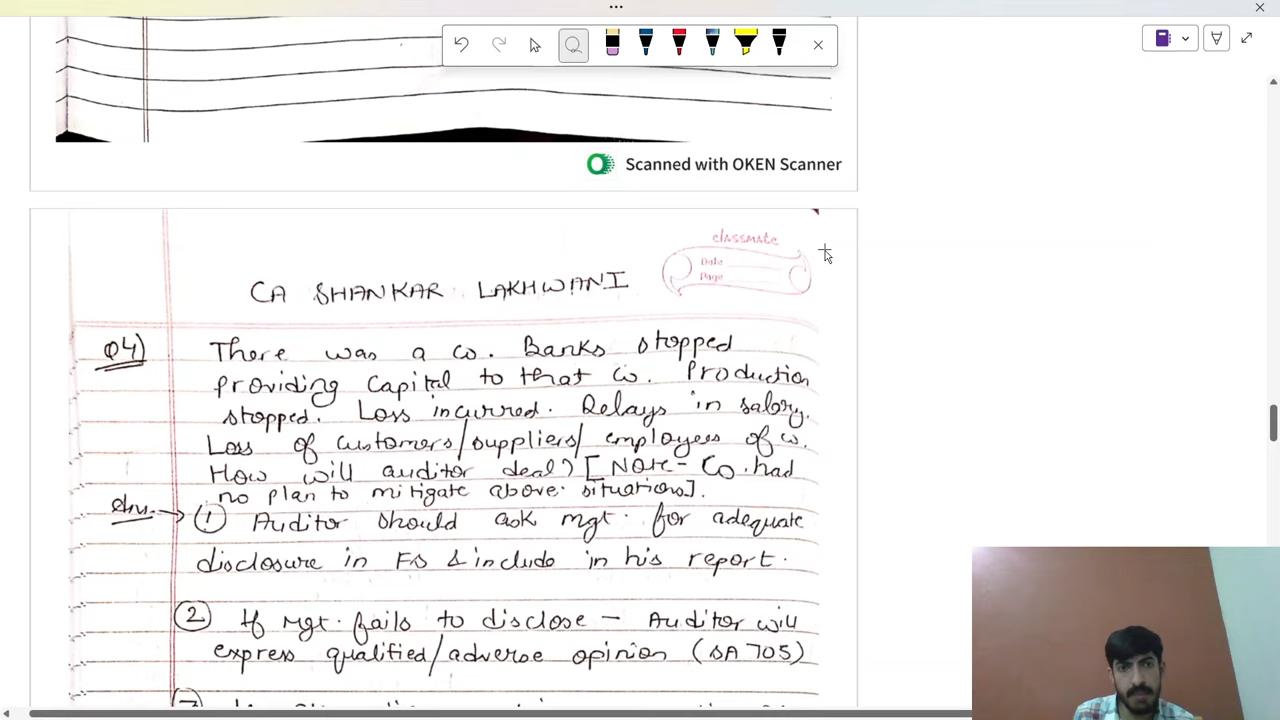 Scanned with OKEN Scanner
classmate
Date
Page
CA SHANKAR LAKHWANI
Q4) There was a co. Banks stopped
providing Capital to that co. Production
stopped. Loss incurred. Delays in salary.
Loss of customers/suppliers/employees of co.
How will auditor deal? [Note- Co. had
no plan to mitigate above situations].
Ans. → ① Auditor should ask mgt. for adequate
disclosure in FS & include in his report.
② If Mgt. fails to disclose - Auditor will
express qualified/adverse opinion (SA 705)